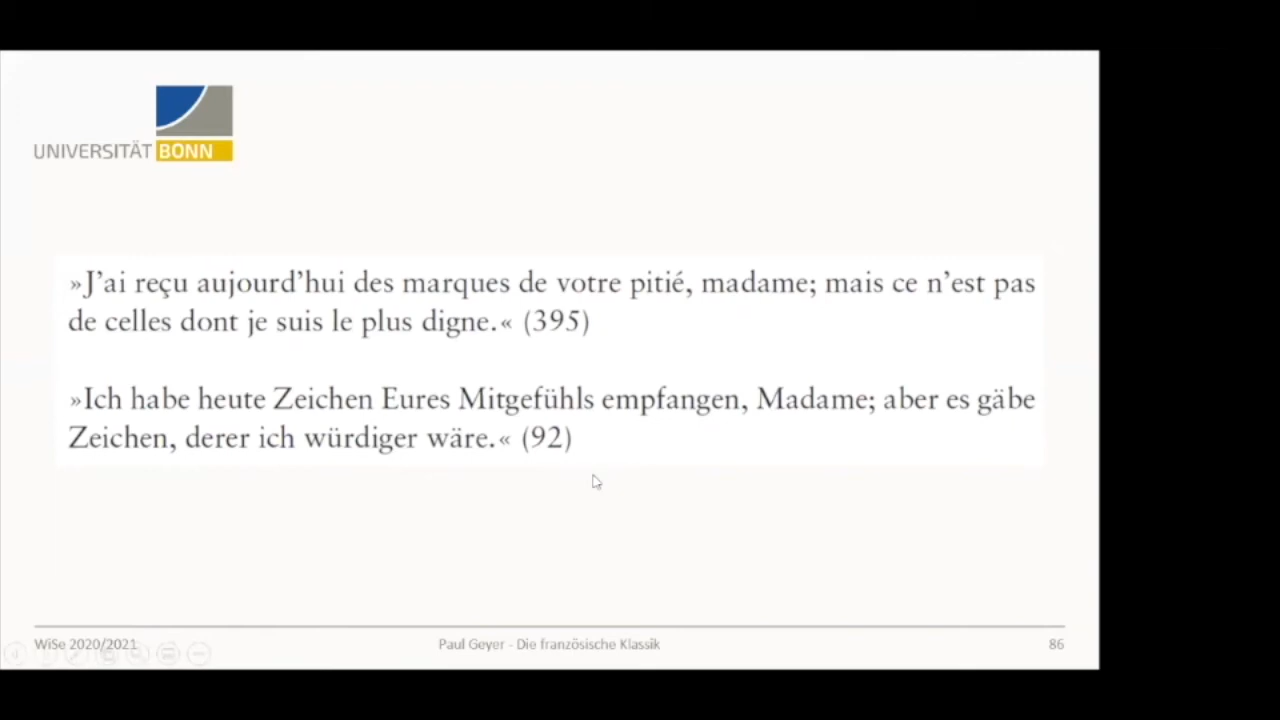 UNIVERSITÄT BONN
»J’ai reçu aujourd’hui des marques de votre pitié, madame; mais ce n’est pas
de celles dont je suis le plus digne.« (395)
»Ich habe heute Zeichen Eures Mitgefühls empfangen, Madame; aber es gäbe
Zeichen, derer ich würdiger wäre.« (92)
WiSe 2020/2021 Paul Geyer - Die französische Klassik 86